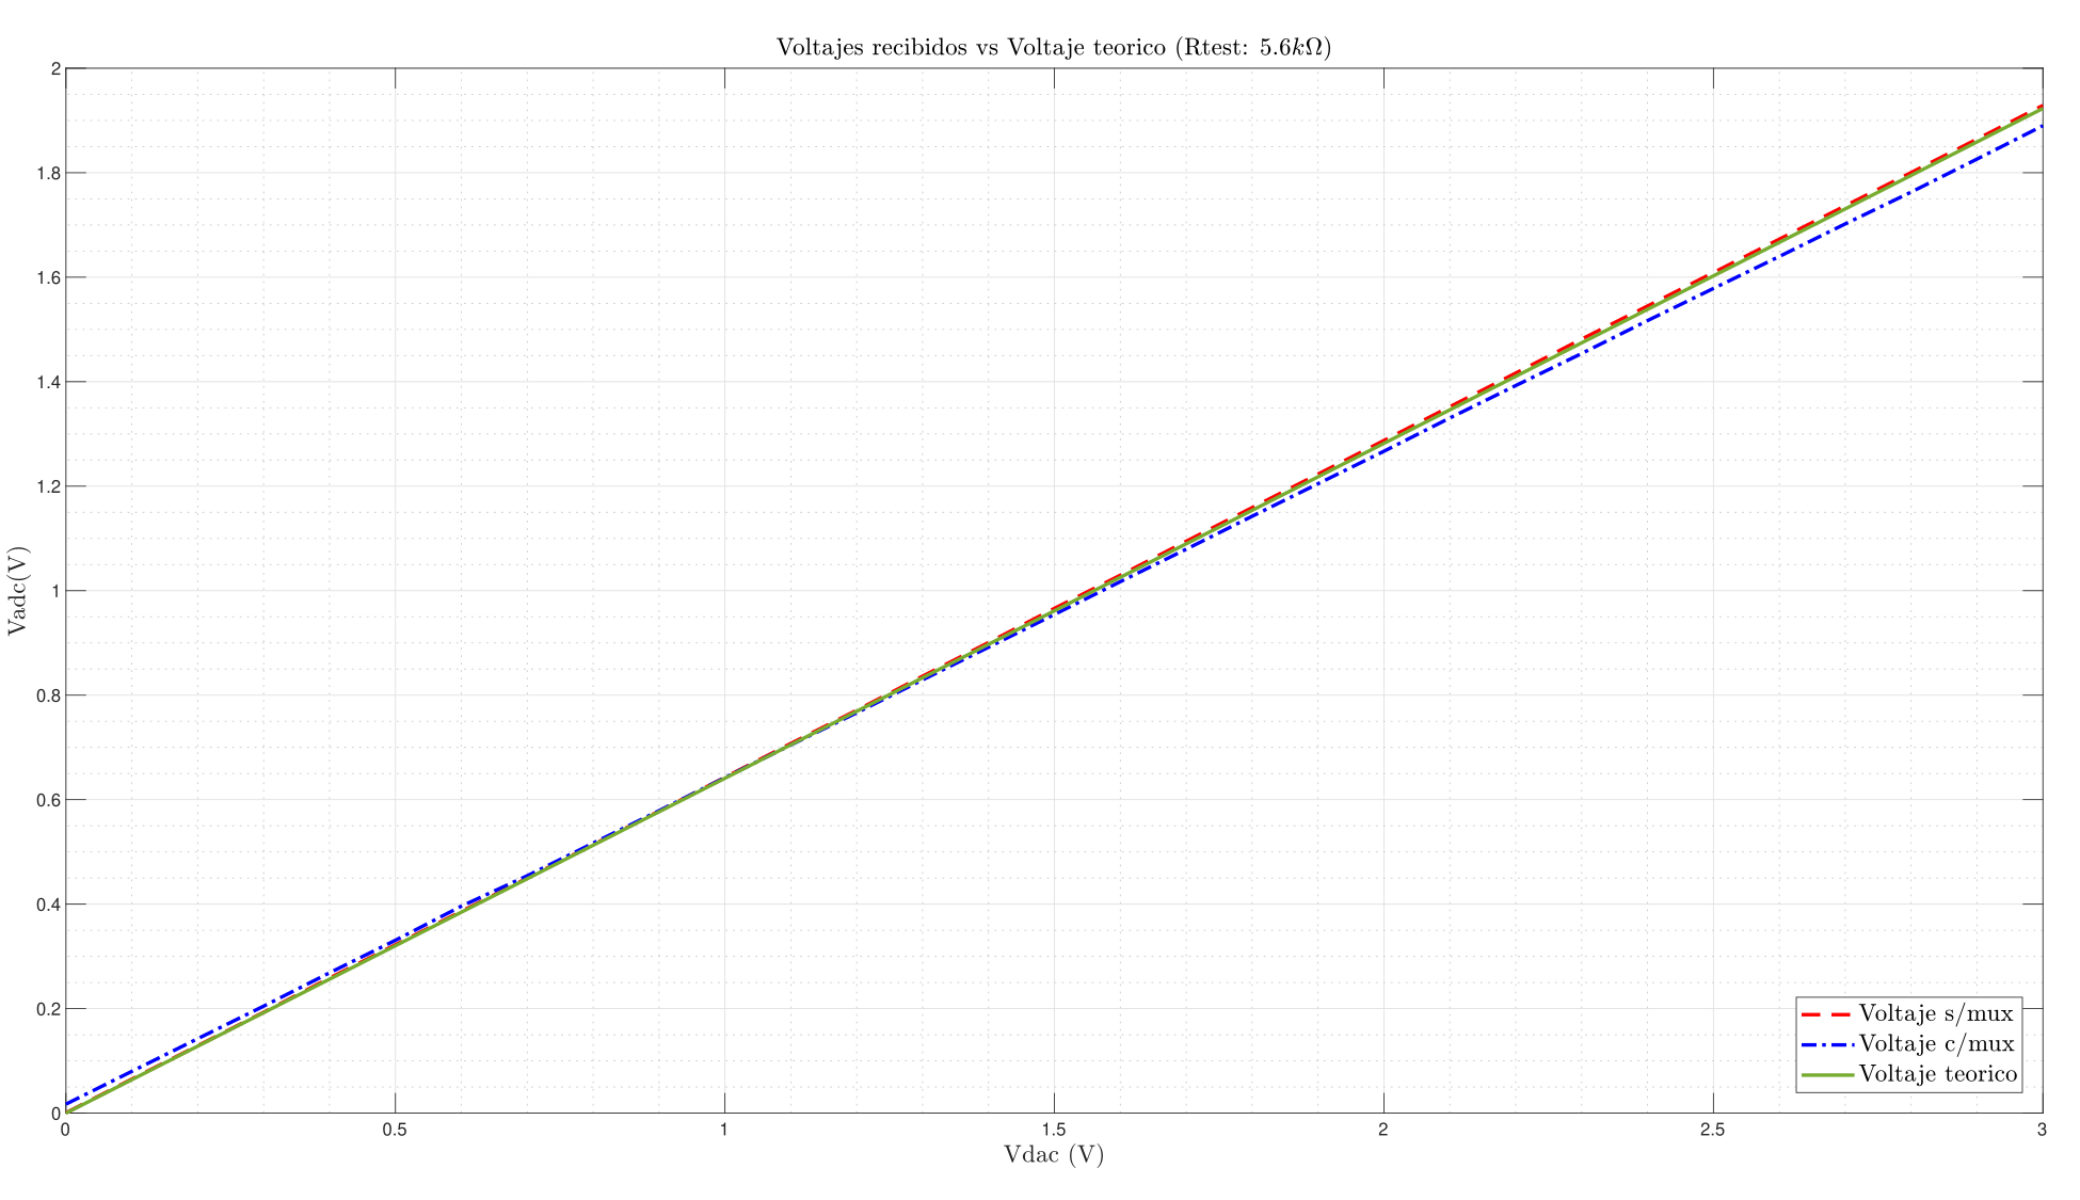 Voltajes recibidos vs Voltaje teorico (Rtest: 5.6kΩ)
2
1.8
1.6
1.4
1.2
1
0.8
0.6
0.4
0.2
0
Vadc(V)
0 0.5 1 1.5 2 2.5 3
Vdac (V)
Voltaje s/mux
Voltaje c/mux
Voltaje teorico